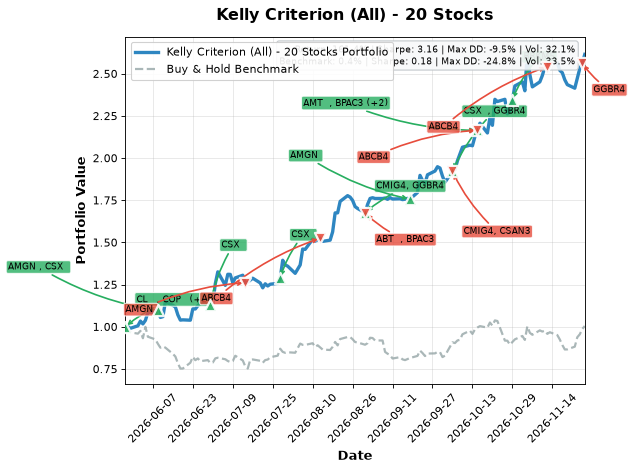 Kelly Criterion (All) - 20 Stocks
Kelly Criterion (All) - 20 Stocks Portfolio
Buy & Hold Benchmark
rpe: 3.16 | Max DD: -9.5% | Vol: 32.1%
Benchmark: 0.4% | Sharpe: 0.18 | Max DD: -24.8% | Vol: 33.5%
GGBR4
AMT , BPAC3 (+2)
CSX , GGBR4
ABCB4
ABCB4
AMGN
CMIG4, GGBR4
CMIG4, CSAN3
ABT , BPAC3
CSX
CSX
AMGN , CSX
CL , COP (+
ABCB4
AMGN
Portfolio Value
2.50
2.25
2.00
1.75
1.50
1.25
1.00
0.75
2026-06-07
2026-06-23
2026-07-09
2026-07-25
2026-08-10
2026-08-26
2026-09-11
2026-09-27
2026-10-13
2026-10-29
2026-11-14
Date